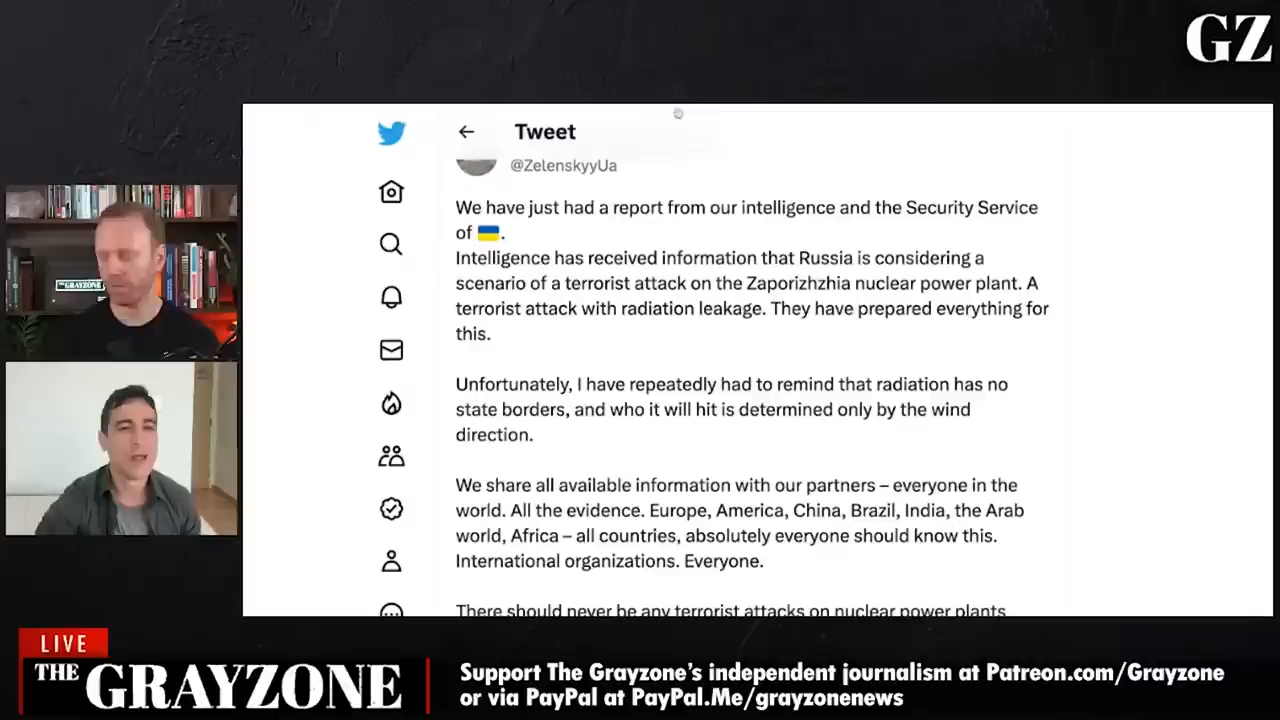 GZ
Tweet
@ZelenskyyUa
We have just had a report from our intelligence and the Security Service
of 🇺🇦.
Intelligence has received information that Russia is considering a
scenario of a terrorist attack on the Zaporizhzhia nuclear power plant. A
terrorist attack with radiation leakage. They have prepared everything for
this.
Unfortunately, I have repeatedly had to remind that radiation has no
state borders, and who it will hit is determined only by the wind
direction.
We share all available information with our partners – everyone in the
world. All the evidence. Europe, America, China, Brazil, India, the Arab
world, Africa – all countries, absolutely everyone should know this.
International organizations. Everyone.
There should never be any terrorist attacks on nuclear power plants
THE GRAYZONE
LIVE
THE GRAYZONE
Support The Grayzone's independent journalism at Patreon.com/Grayzone
or via PayPal at PayPal.Me/grayzonenews